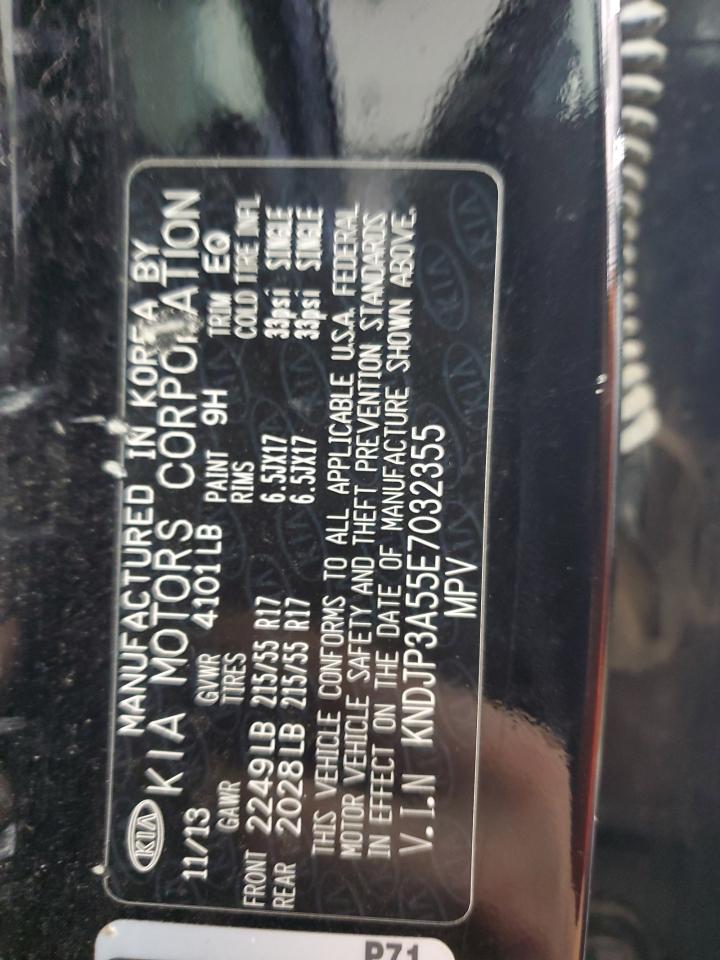 KIA MANUFACTURED IN KOREA BY
KIA MOTORS CORPORATION
11/13 GVWR 4101LB PAINT 9H TRIM EQ
GAWR TIRES RIMS COLD TIRE INFL
FRONT 2249LB 215/55 R17 6.5JX17 33psi SINGLE
REAR 2028LB 215/55 R17 6.5JX17 33psi SINGLE
THIS VEHICLE CONFORMS TO ALL APPLICABLE U.S.A. FEDERAL
MOTOR VEHICLE SAFETY AND THEFT PREVENTION STANDARDS
IN EFFECT ON THE DATE OF MANUFACTURE SHOWN ABOVE.
V.I.N KNDJP3A55E7032355
MPV
P71